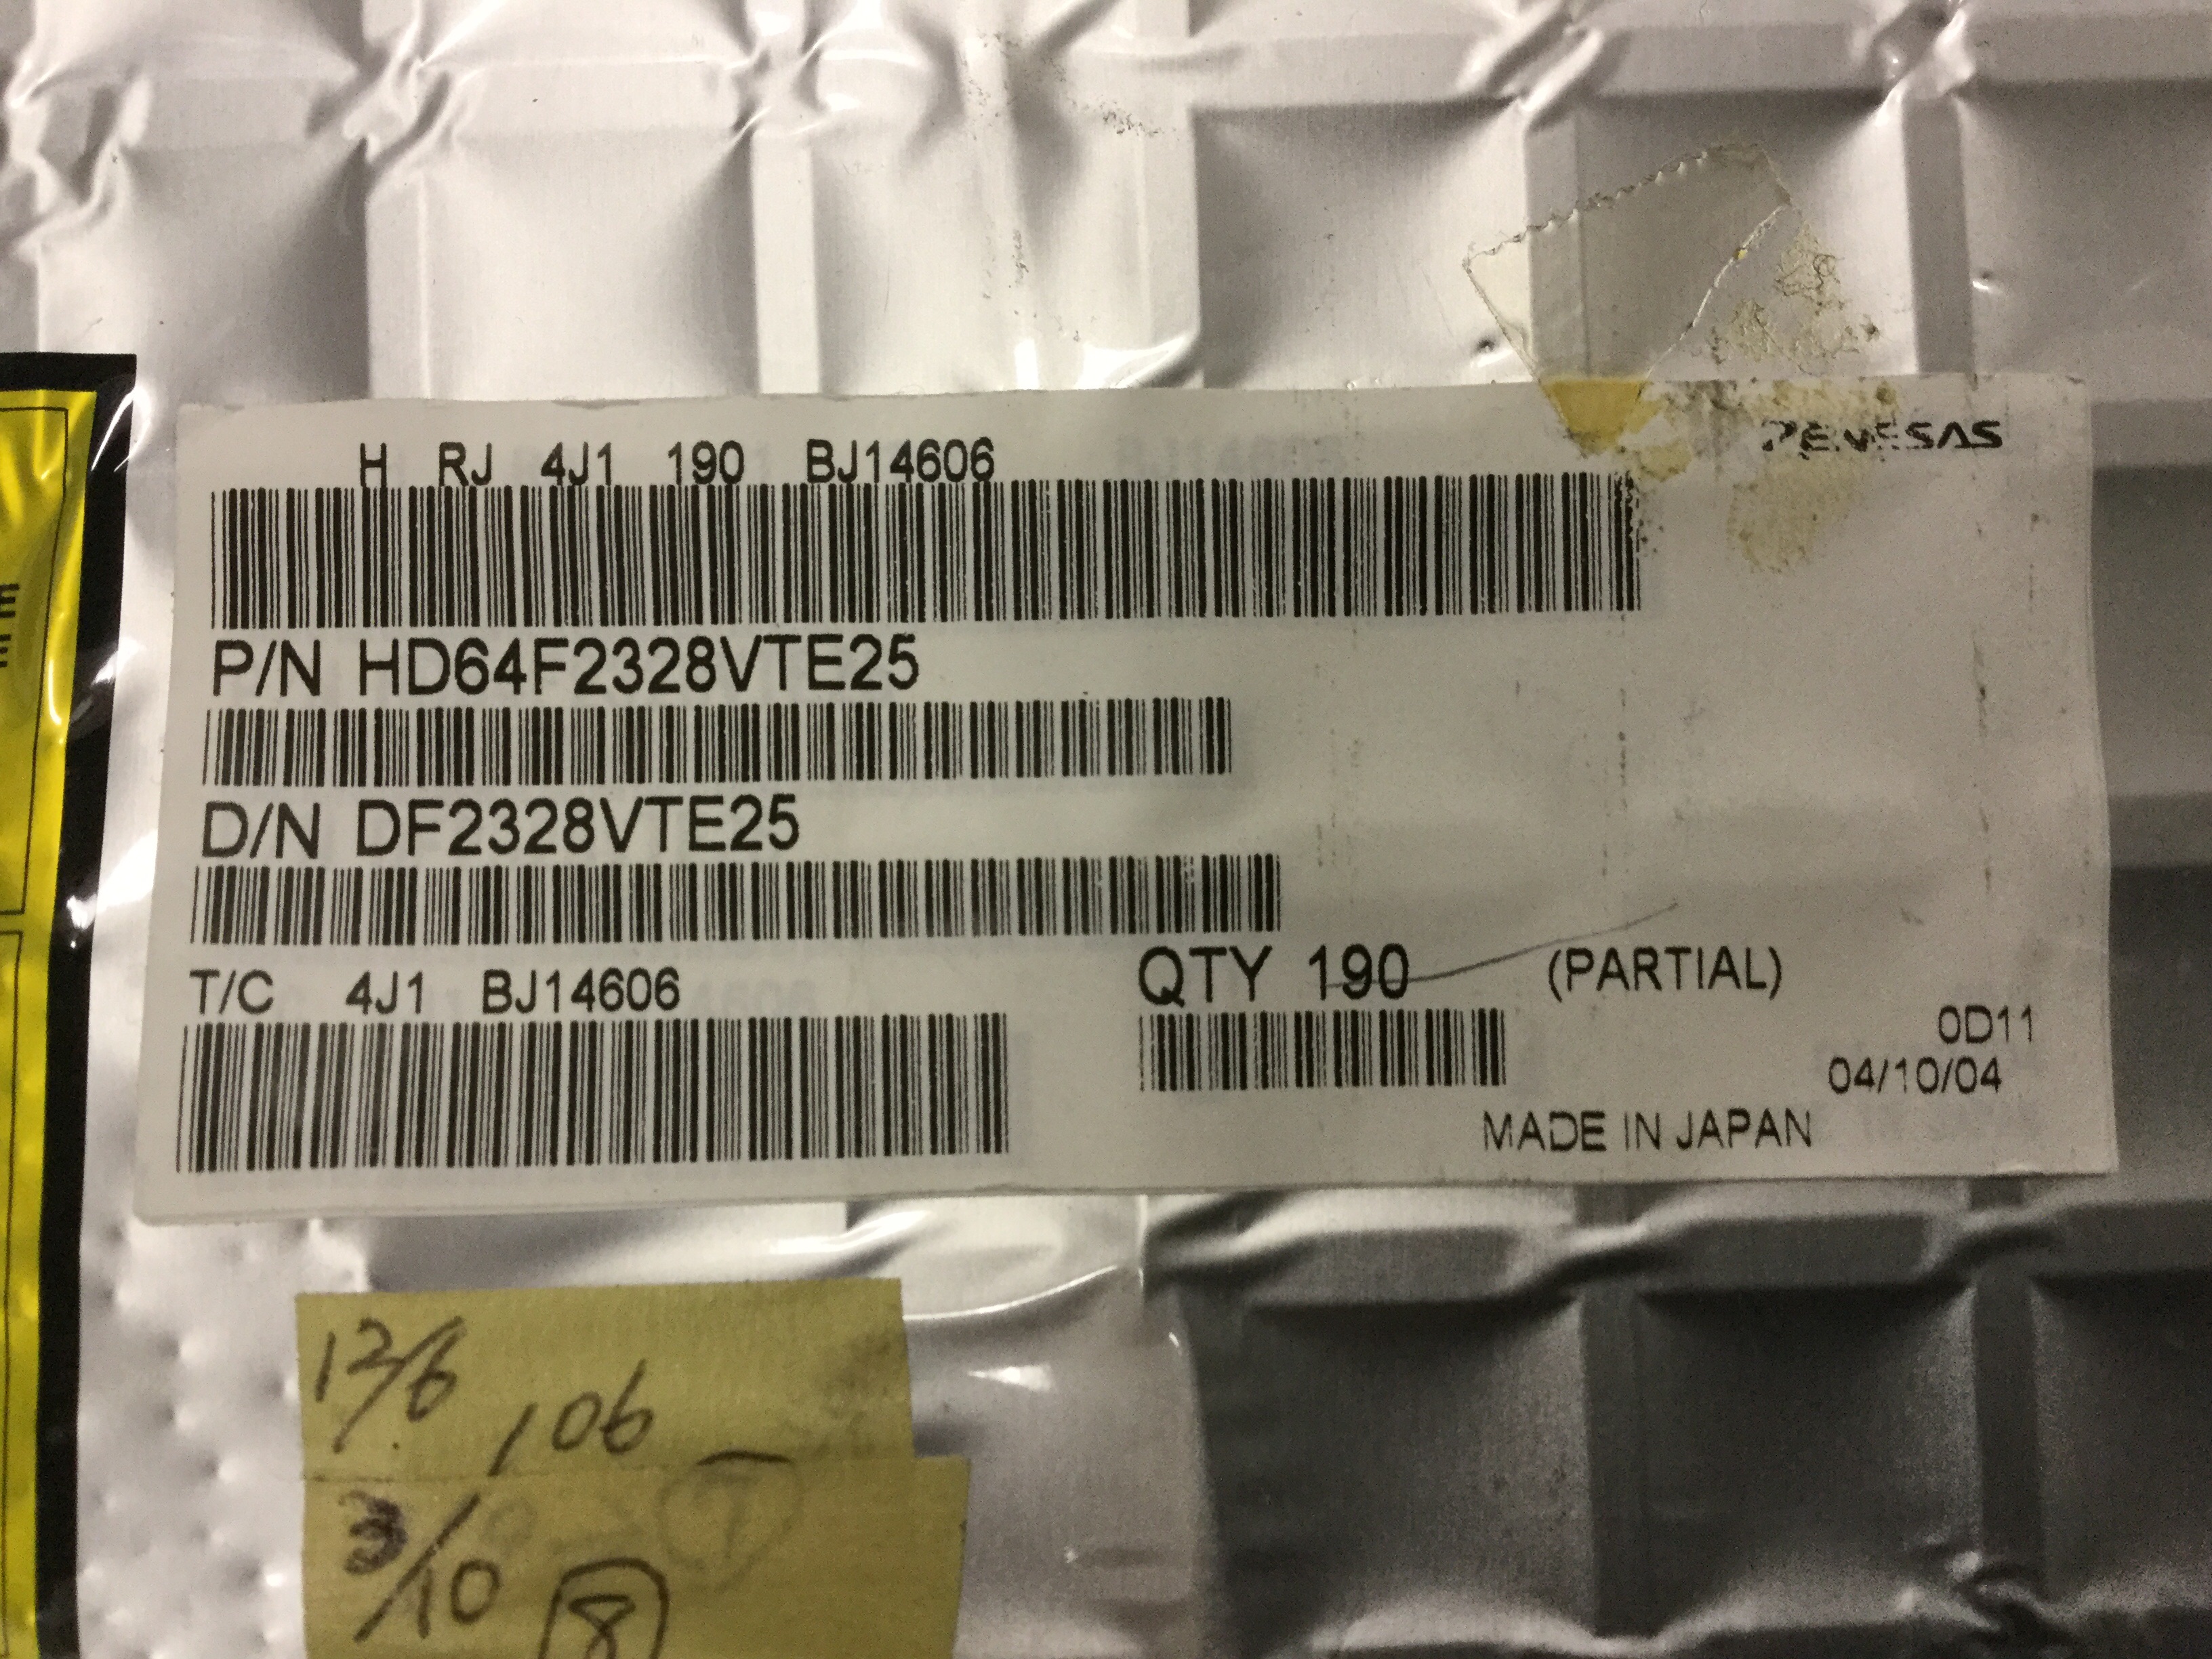 H RJ 4J1 190 BJ14606
RENESAS
P/N HD64F2328VTE25
D/N DF2328VTE25
T/C 4J1 BJ14606
QTY 190 (PARTIAL)
0D11
04/10/04
MADE IN JAPAN
12/6
106
3/10
8